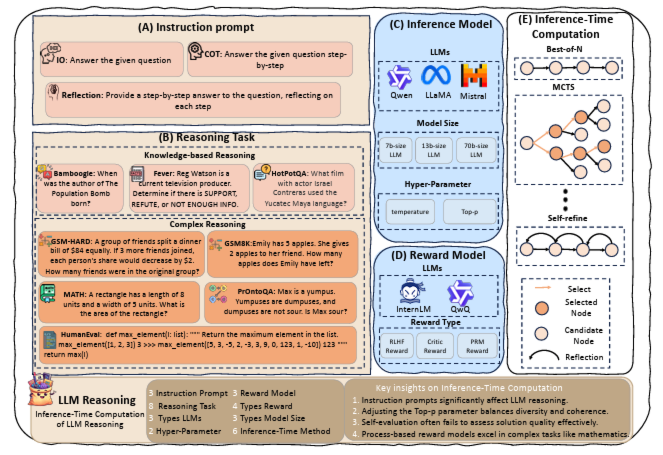 (A) Instruction prompt
IO: Answer the given question
COT: Answer the given question step-
by-step
Reflection: Provide a step-by-step answer to the question, reflecting on
each step
(B) Reasoning Task
Knowledge-based Reasoning
Bamboogle: When
was the author of The
Population Bomb
born?
Fever: Reg Watson is a
current television producer.
Determine if there is SUPPORT,
REFUTE, or NOT ENOUGH INFO.
HotPotQA: What film
with actor Israel
Contreras used the
Yucatec Maya language?
Complex Reasoning
GSM-HARD: A group of friends split a dinner
bill of $84 equally. If 3 more friends joined,
each person's share would decrease by $2.
How many friends were in the original group?
GSM8K:Emily has 5 apples. She gives
2 apples to her friend. How many
apples does Emily have left?
MATH: A rectangle has a length of 8
units and a width of 5 units. What is
the area of the rectangle?
PrOntoQA: Max is a yumpus.
Yumpuses are dumpuses, and
dumpuses are not sour. Is Max sour?
HumanEval: def max_element(l: list): """ Return the maximum element in the list.
max_element([1, 2, 3]) 3 >>> max_element([5, 3, -5, 2, -3, 3, 9, 0, 123, 1, -10]) 123 """
return max(l)
(C) Inference Model
LLMs
Qwen
LLaMA
Mistral
Model Size
7b-size
LLM
13b-size
LLM
70b-size
LLM
Hyper-Parameter
temperature
Top-p
(D) Reward Model
LLMs
InternLM
QwQ
Reward Type
RLHF
Reward
Critic
Reward
PRM
Reward
(E) Inference-Time
Computation
Best-of-N
MCTS
Self-refine
Select
Selected
Node
Candidate
Node
Reflection
LLM Reasoning
Inference-Time Computation
of LLM Reasoning
3 Instruction Prompt 3 Reward Model
8 Reasoning Task 4 Types Reward
3 Types LLMs 3 Types Model Size
2 Hyper-Parameter 6 Inference-Time Method
Key insights on Inference-Time Computation
1. Instruction prompts significantly affect LLM reasoning.
2. Adjusting the Top-p parameter balances diversity and coherence.
3. Self-evaluation often fails to assess solution quality effectively.
4. Process-based reward models excel in complex tasks like mathematics.